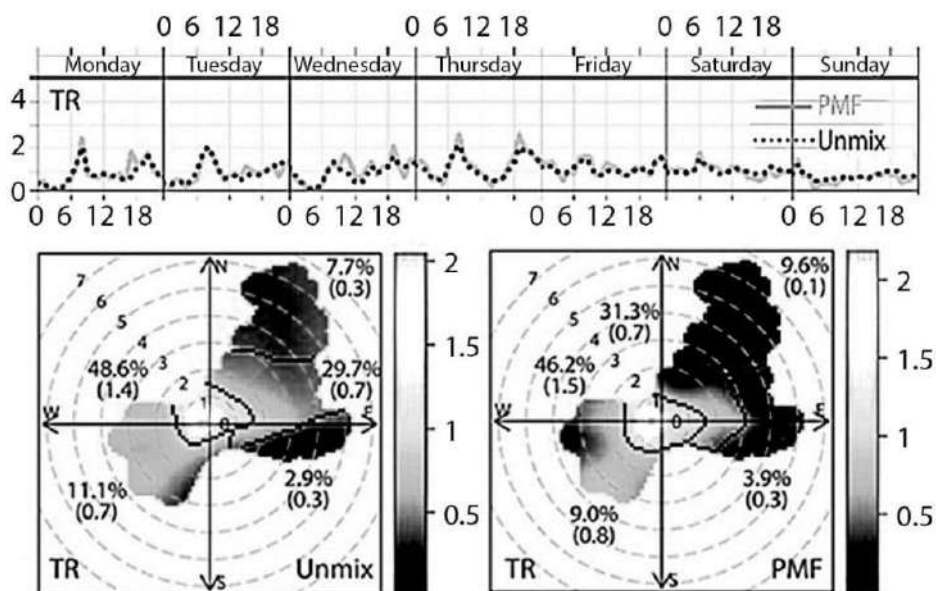 0 6 12 18 0 6 12 18 0 6 12 18
Monday Tuesday Wednesday Thursday Friday Saturday Sunday
4 TR PMF
2 Unmix
0
0 6 12 18 0 6 12 18 0 6 12 18 0 6 12 18
7 N 7.7% 2
6 (0.3)
5
4
48.6% 3 29.7% 1.5
(1.4) 2 (0.7)
1
W 0 E 1
11.1% 2.9%
(0.7) (0.3) 0.5
TR S Unmix
7 N 9.6% 2
6 (0.1)
5 31.3%
4 (0.7)
46.2% 3 1.5
(1.5) 2
1
W 0 E 1
3.9%
9.0% (0.3) 0.5
(0.8)
TR S PMF